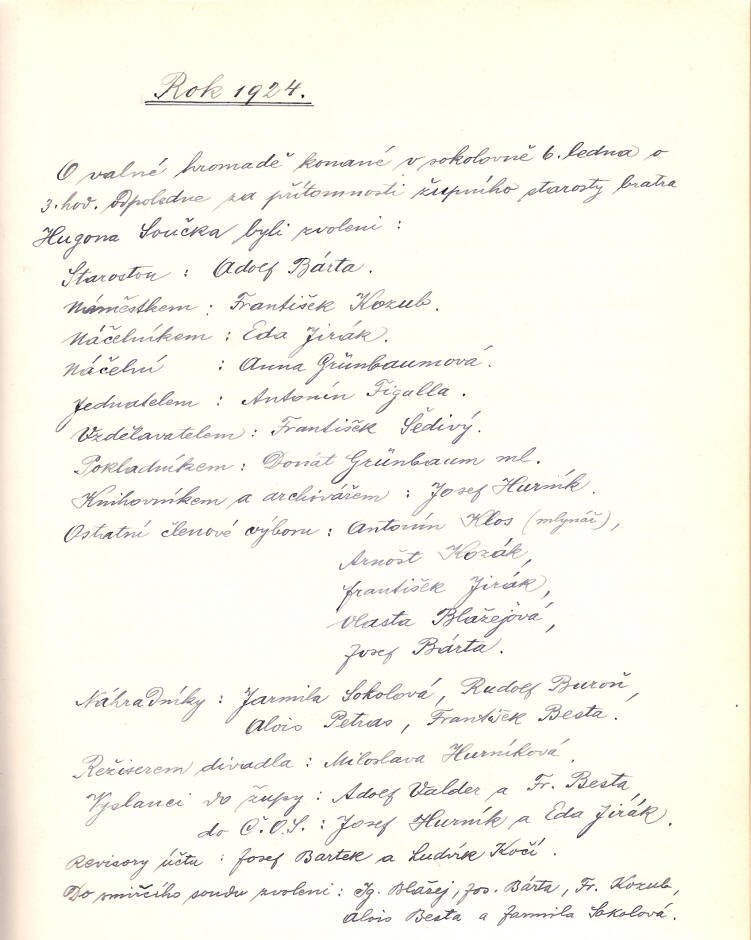 Rok 1924.
O valné hromadě konané v sokolovně 6. ledna o
3. hod. odpoledne za přítomnosti župního starosty bratra
Hugona Součka byli zvoleni :
Starostou : Adolf Bárta.
Náměstkem : František Kozub.
Náčelníkem : Eda Jirák.
Náčelní : Anna Grünbaumová.
Jednatelem : Antonín Figalla.
Vzdělavatelem : František Šedivý.
Pokladníkem : Donát Grünbaum ml.
Knihovníkem a archivářem : Josef Hurník.
Ostatní členové výboru : Antonín Klos (mlynář),
Arnošt Kozák,
František Jirák,
Vlasta Blažejová,
Josef Bárta.
Náhradníky : Jarmila Sokolová, Rudolf Buroň,
Alois Petras, František Besta.
Režiserem divadla : Miloslava Hurníková.
Vyslanci do župy : Adolf Valder a Fr. Besta,
do Č.O.S. : Josef Hurník a Eda Jirák.
Revisory účtu : Josef Bartek a Ludvík Kočí.
Do smírčího soudu zvoleni : Ig. Blažej, Jos. Bárta, Fr. Kozub,
Alois Besta a Jarmila Sokolová.